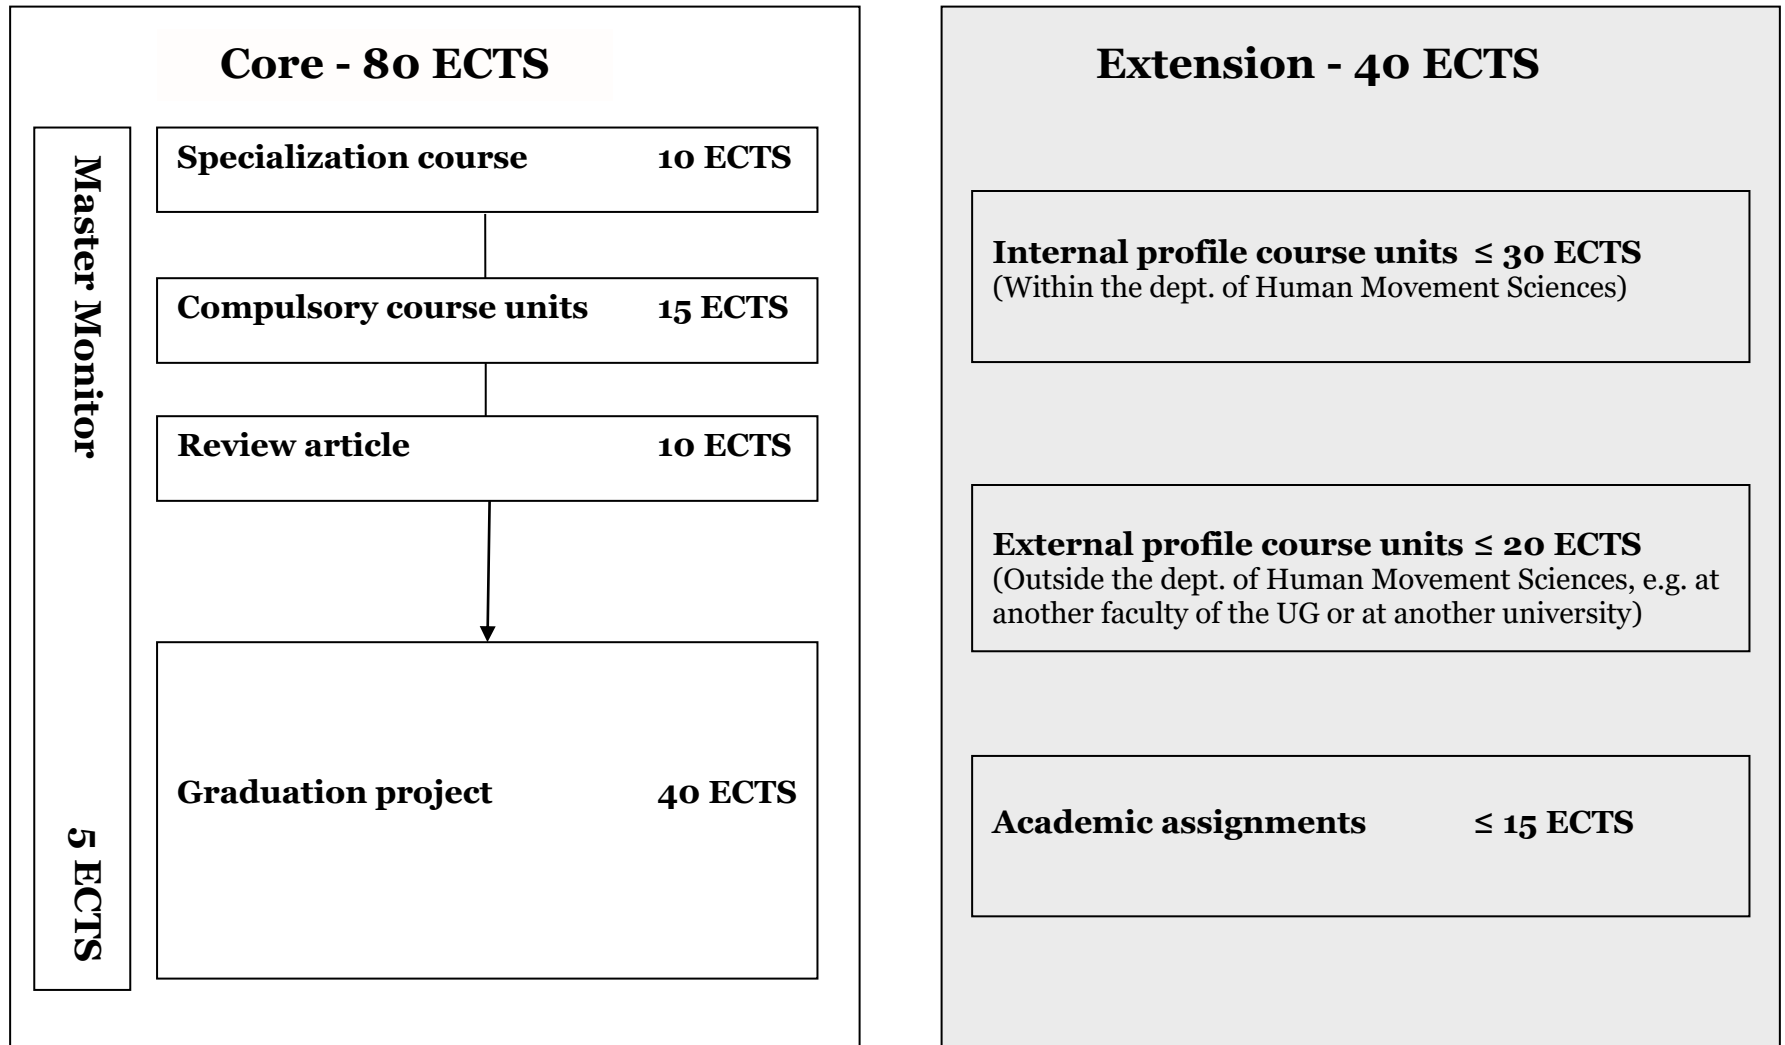 Core - 80 ECTS
Master Monitor 5 ECTS
Specialization course 10 ECTS
Compulsory course units 15 ECTS
Review article 10 ECTS
Graduation project 40 ECTS
Extension - 40 ECTS
Internal profile course units ≤ 30 ECTS
(Within the dept. of Human Movement Sciences)
External profile course units ≤ 20 ECTS
(Outside the dept. of Human Movement Sciences, e.g. at
another faculty of the UG or at another university)
Academic assignments ≤ 15 ECTS